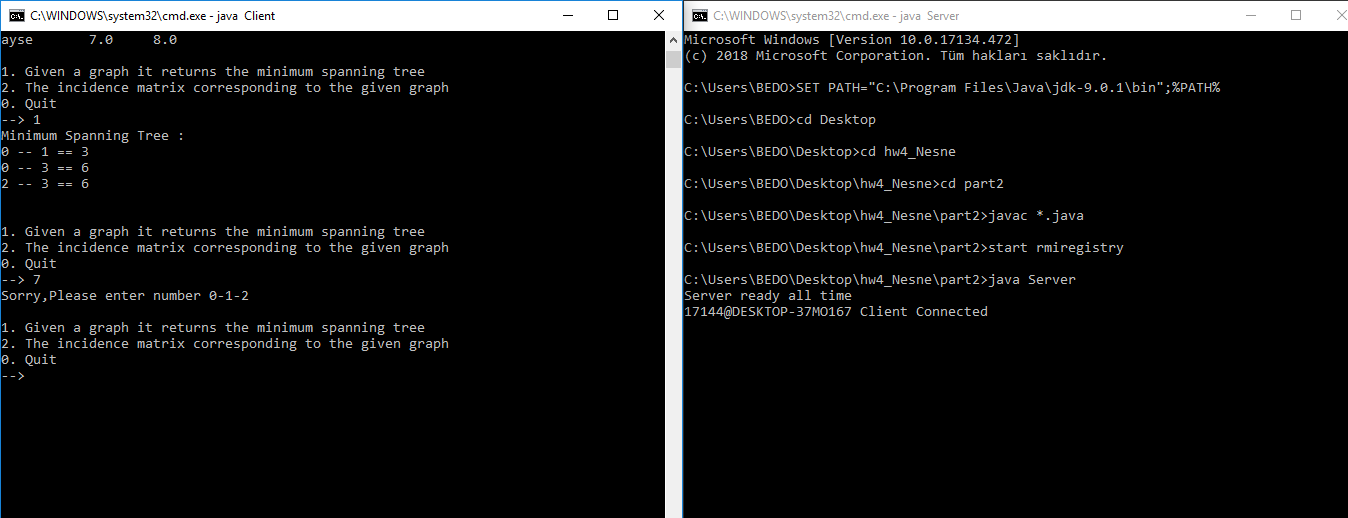 C:\WINDOWS\system32\cmd.exe - java  Client
ayse       7.0     8.0
1. Given a graph it returns the minimum spanning tree
2. The incidence matrix corresponding to the given graph
0. Quit
--> 1
Minimum Spanning Tree :
0 -- 1 == 3
0 -- 3 == 6
2 -- 3 == 6
1. Given a graph it returns the minimum spanning tree
2. The incidence matrix corresponding to the given graph
0. Quit
--> 7
Sorry,Please enter number 0-1-2
1. Given a graph it returns the minimum spanning tree
2. The incidence matrix corresponding to the given graph
0. Quit
-->
C:\WINDOWS\system32\cmd.exe - java  Server
Microsoft Windows [Version 10.0.17134.472]
(c) 2018 Microsoft Corporation. Tüm hakları saklıdır.
C:\Users\BEDO>SET PATH="C:\Program Files\Java\jdk-9.0.1\bin";%PATH%
C:\Users\BEDO>cd Desktop
C:\Users\BEDO\Desktop>cd hw4_Nesne
C:\Users\BEDO\Desktop\hw4_Nesne>cd part2
C:\Users\BEDO\Desktop\hw4_Nesne\part2>javac *.java
C:\Users\BEDO\Desktop\hw4_Nesne\part2>start rmiregistry
C:\Users\BEDO\Desktop\hw4_Nesne\part2>java Server
Server ready all time
17144@DESKTOP-37MO167 Client Connected